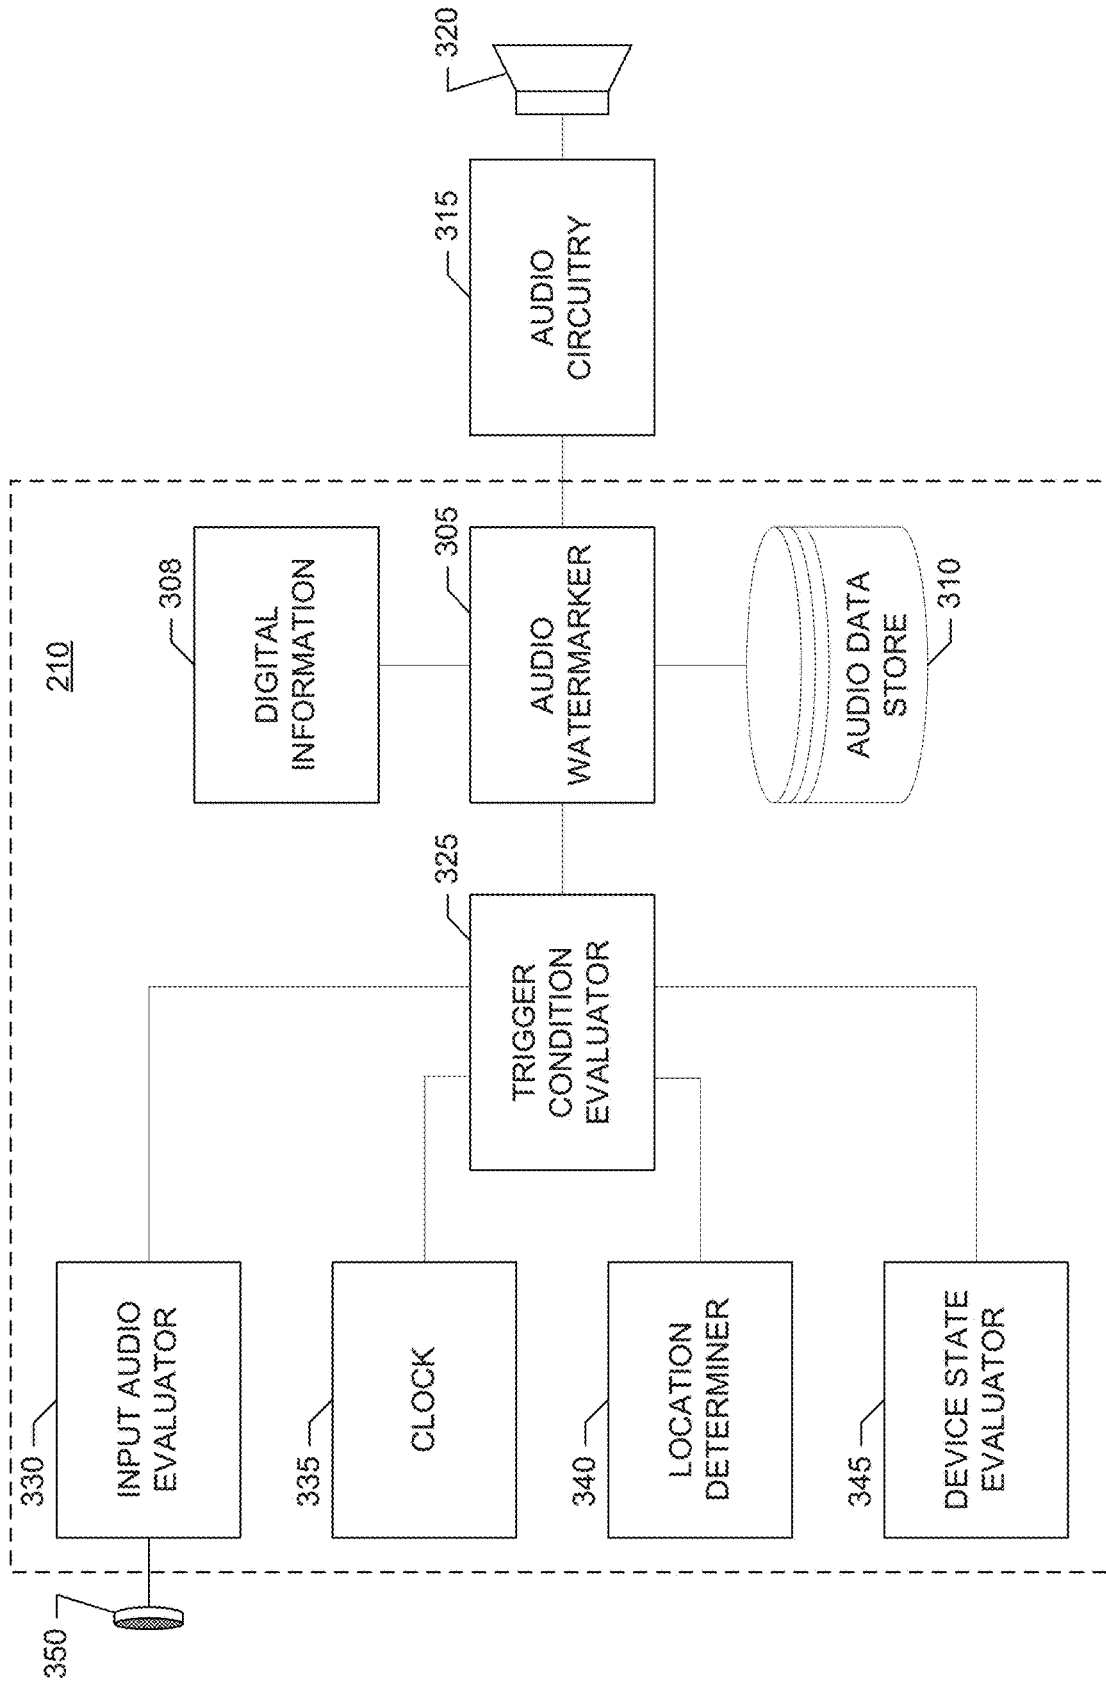 210
350
330
INPUT AUDIO
EVALUATOR
335
CLOCK
340
LOCATION
DETERMINER
345
DEVICE STATE
EVALUATOR
325
TRIGGER
CONDITION
EVALUATOR
308
DIGITAL
INFORMATION
305
AUDIO
WATERMARKER
AUDIO DATA
STORE
310
315
AUDIO
CIRCUITRY
320